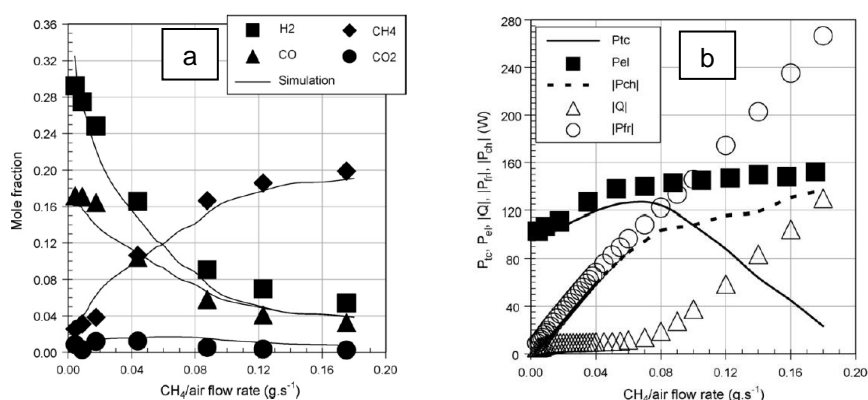 a
H2
CH4
CO
CO2
Simulation
0.36
0.32
0.28
0.24
0.20
0.16
0.12
0.08
0.04
0.00
Mole fraction
0.00 0.04 0.08 0.12 0.16 0.20
CH4/air flow rate (g.s-1)
b
Ptc
Pel
|Pch|
|Q|
|Pfr|
280
240
200
160
120
80
40
0
Ptc, Pel, |Q|, |Pfr|, |Pch| (W)
0.00 0.04 0.08 0.12 0.16 0.20
CH4/air flow rate (g.s-1)